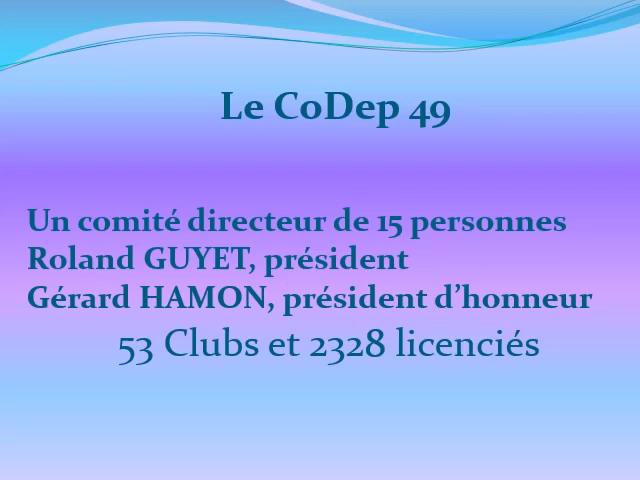 Le CoDep 49
Un comité directeur de 15 personnes
Roland GUYET, président
Gérard HAMON, président d’honneur
53 Clubs et 2328 licenciés